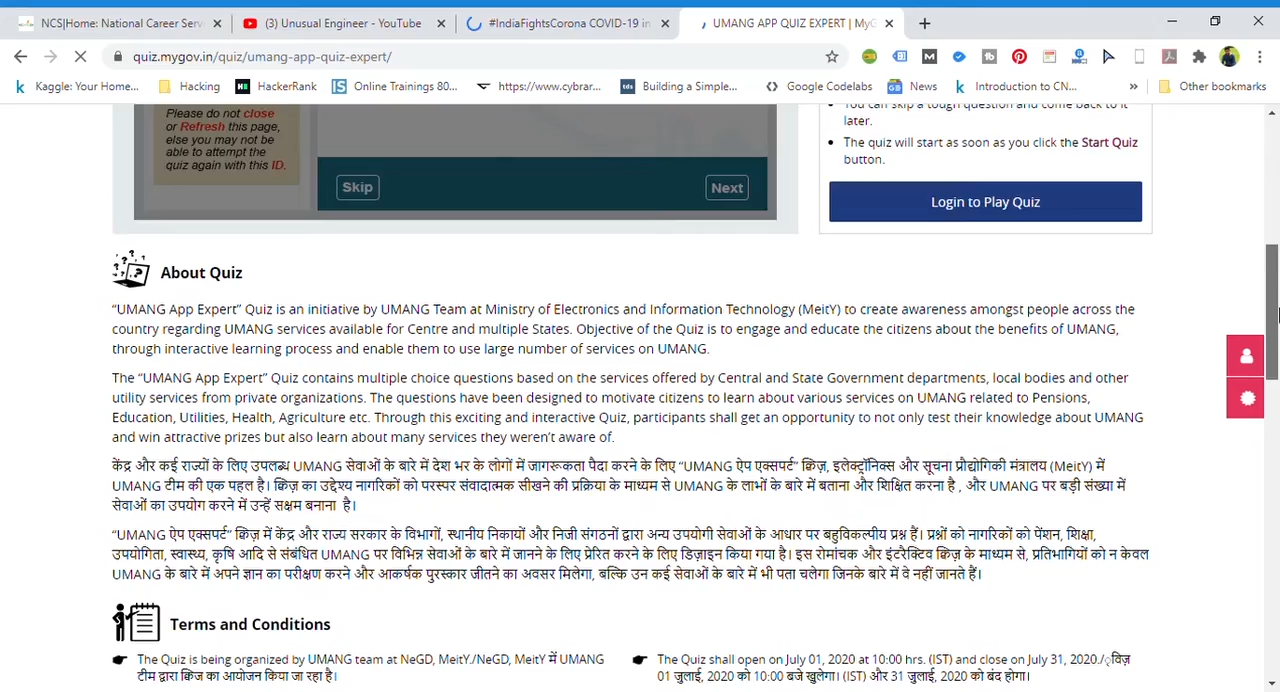 NCS|Home: National Career Serv
(3) Unusual Engineer - YouTube
#IndiaFightsCorona COVID-19 in
UMANG APP QUIZ EXPERT | MyG
quiz.mygov.in/quiz/umang-app-quiz-expert/
Kaggle: Your Home...
Hacking
HackerRank
Online Trainings 80...
https://www.cybrar...
Building a Simple...
Google Codelabs
News
Introduction to CN...
Other bookmarks
Please do not close
or Refresh this page,
else you may not be
able to attempt the
quiz again with this ID.
Skip
Next
You can skip a tough question and come back to it
later.
The quiz will start as soon as you click the Start Quiz
button.
Login to Play Quiz
About Quiz
“UMANG App Expert” Quiz is an initiative by UMANG Team at Ministry of Electronics and Information Technology (MeitY) to create awareness amongst people across the
country regarding UMANG services available for Centre and multiple States. Objective of the Quiz is to engage and educate the citizens about the benefits of UMANG,
through interactive learning process and enable them to use large number of services on UMANG.
The “UMANG App Expert” Quiz contains multiple choice questions based on the services offered by Central and State Government departments, local bodies and other
utility services from private organizations. The questions have been designed to motivate citizens to learn about various services on UMANG related to Pensions,
Education, Utilities, Health, Agriculture etc. Through this exciting and interactive Quiz, participants shall get an opportunity to not only test their knowledge about UMANG
and win attractive prizes but also learn about many services they weren’t aware of.
केंद्र और कई राज्यों के लिए उपलब्ध UMANG सेवाओं के बारे में देश भर के लोगों में जागरूकता पैदा करने के लिए “UMANG ऐप एक्सपर्ट” क्विज़, इलेक्ट्रॉनिक्स और सूचना प्रौद्योगिकी मंत्रालय (MeitY) में
UMANG टीम की एक पहल है। क्विज़ का उद्देश्य नागरिकों को परस्पर संवादात्मक सीखने की प्रक्रिया के माध्यम से UMANG के लाभों के बारे में बताना और शिक्षित करना है , और UMANG पर बड़ी संख्या में
सेवाओं का उपयोग करने में उन्हें सक्षम बनाना है।
“UMANG ऐप एक्सपर्ट” क्विज़ में केंद्र और राज्य सरकार के विभागों, स्थानीय निकायों और निजी संगठनों द्वारा अन्य उपयोगी सेवाओं के आधार पर बहुविकल्पीय प्रश्न हैं। प्रश्नों को नागरिकों को पेंशन, शिक्षा,
उपयोगिता, स्वास्थ्य, कृषि आदि से संबंधित UMANG पर विभिन्न सेवाओं के बारे में जानने के लिए प्रेरित करने के लिए डिज़ाइन किया गया है। इस रोमांचक और इंटरैक्टिव क्विज़ के माध्यम से, प्रतिभागियों को न केवल
UMANG के बारे में अपने ज्ञान का परीक्षण करने और आकर्षक पुरस्कार जीतने का अवसर मिलेगा, बल्कि उन कई सेवाओं के बारे में भी पता चलेगा जिनके बारे में वे नहीं जानते हैं।
Terms and Conditions
The Quiz is being organized by UMANG team at NeGD, MeitY./NeGD, MeitY में UMANG
टीम द्वारा क्विज का आयोजन किया जा रहा है।
The Quiz shall open on July 01, 2020 at 10:00 hrs. (IST) and close on July 31, 2020./्विज़
01 जुलाई, 2020 को 10:00 बजे खुलेगा। (IST) और 31 जुलाई, 2020 को बंद होगा।